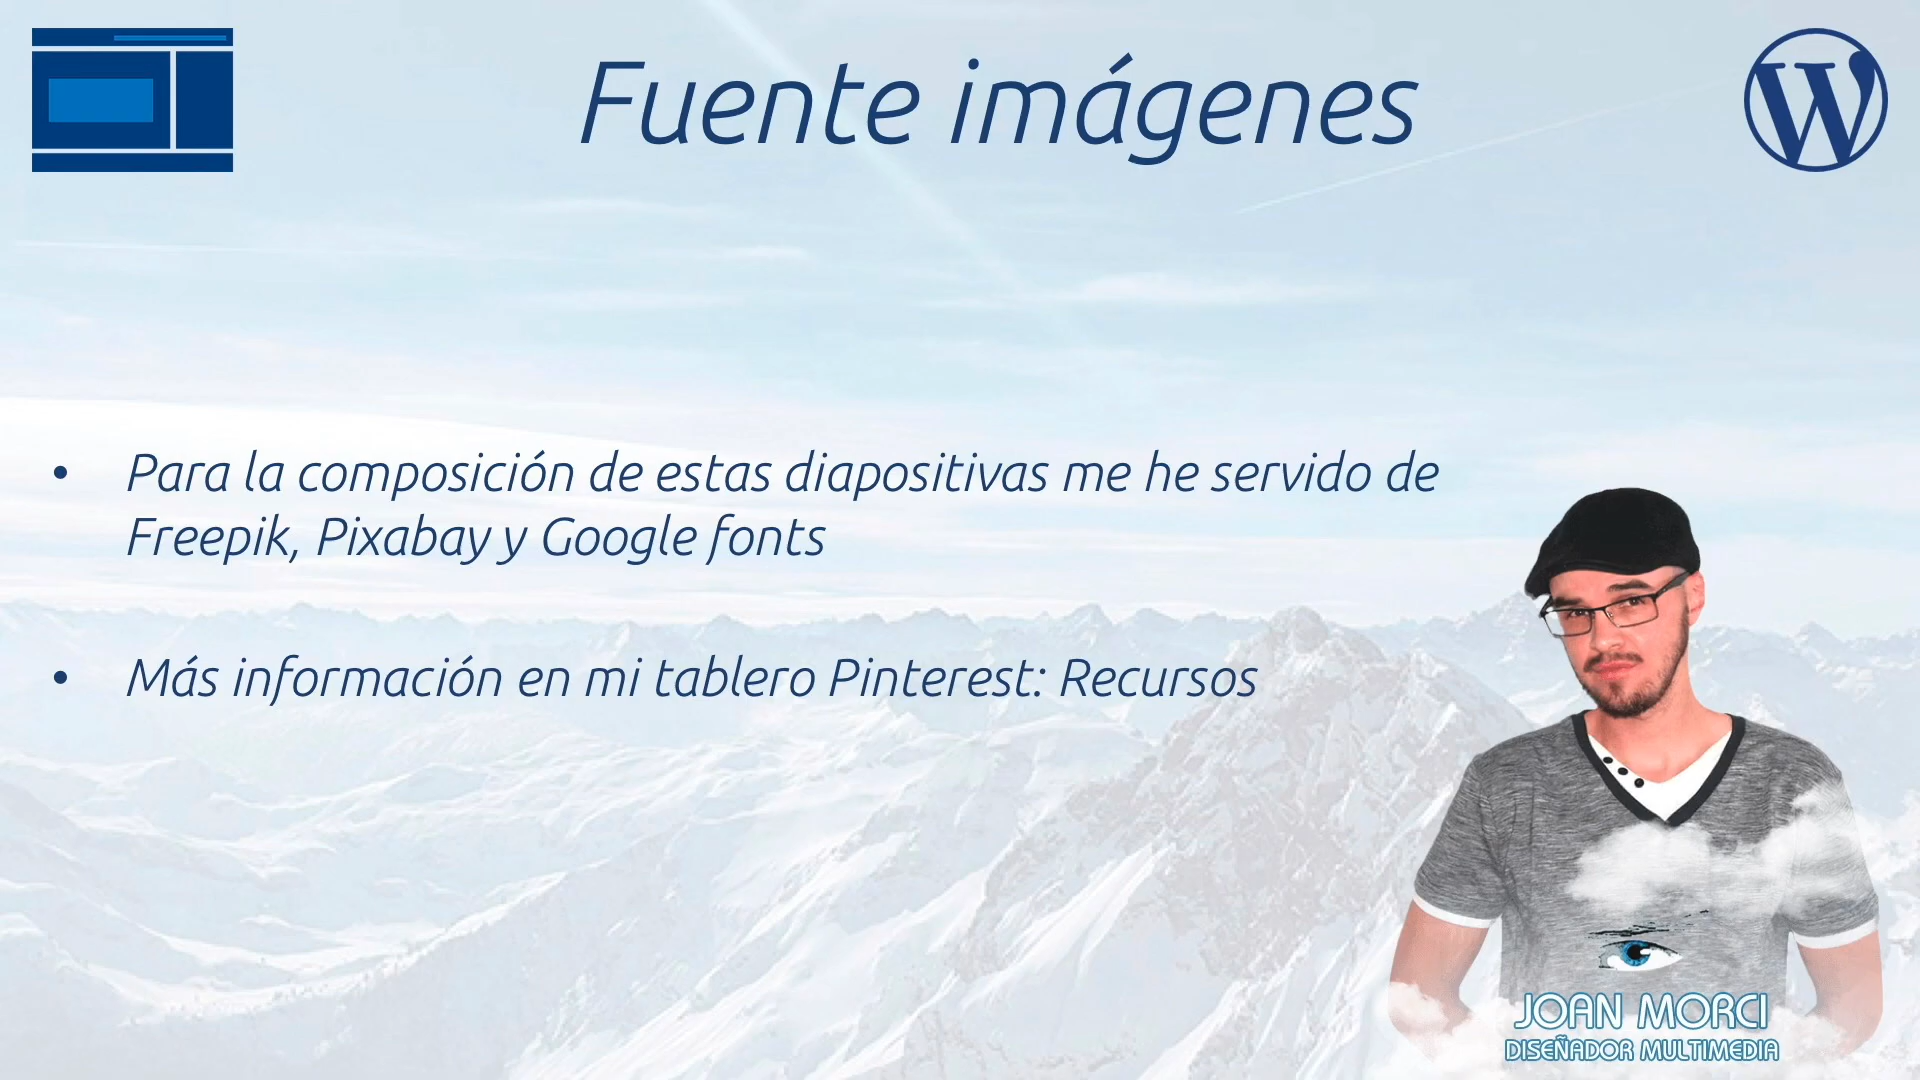 Fuente imágenes
• Para la composición de estas diapositivas me he servido de
Freepik, Pixabay y Google fonts
• Más información en mi tablero Pinterest: Recursos
JOAN MORCI
DISEÑADOR MULTIMEDIA